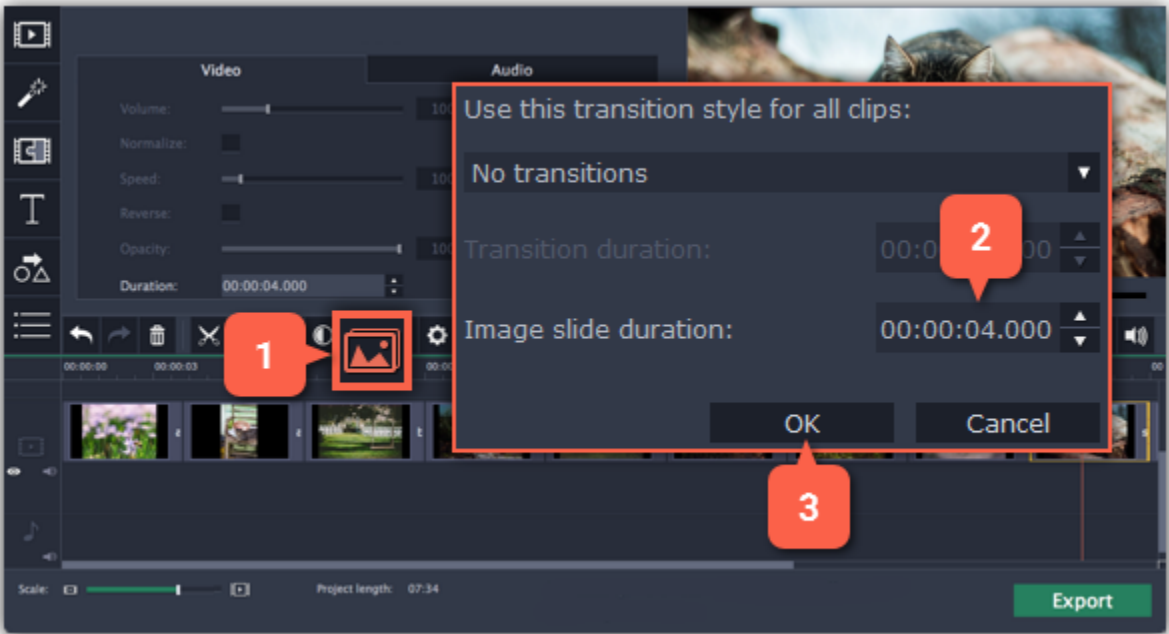 Video
Audio
Volume:
Normalize:
Speed:
Reverse:
Opacity:
Duration:
00:00:04.000
Use this transition style for all clips:
No transitions
Transition duration:
2
Image slide duration:
00:00:04.000
OK
Cancel
1
3
T
00:00:00
00:00:03
Scale:
Project length: 07:34
Export